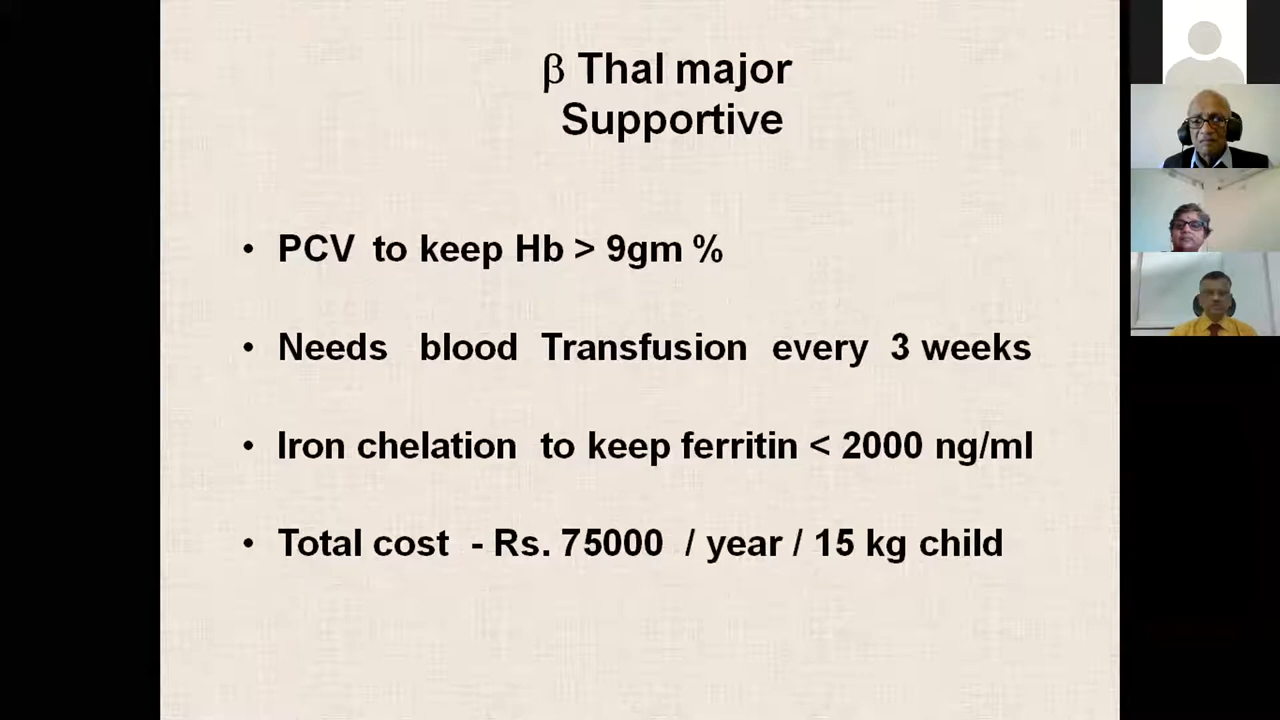 β Thal major
Supportive
• PCV to keep Hb > 9gm %
• Needs blood Transfusion every 3 weeks
• Iron chelation to keep ferritin < 2000 ng/ml
• Total cost - Rs. 75000 / year / 15 kg child